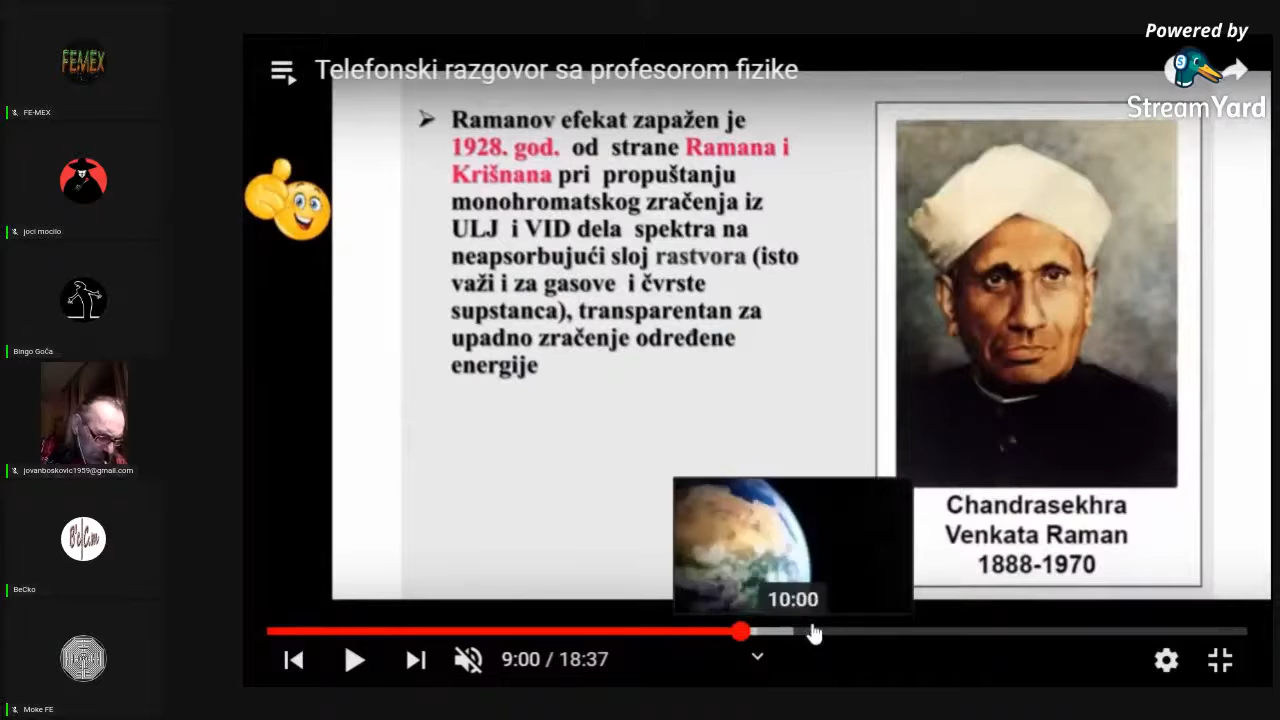 Powered by
StreamYard
FEMEX
FE-MEX
joci mocilo
Bingo Goča
jovanboskovic1959@gmail.com
BeCko
Moke FE
Telefonski razgovor sa profesorom fizike
Ramanov efekat zapažen je
1928. god. od strane Ramana i
Krišnana pri propuštanju
monohromatskog zračenja iz
ULJ i VID dela spektra na
neapsorbujući sloj rastvora (isto
važi i za gasove i čvrste
supstanca), transparentan za
upadno zračenje određene
energije
Chandrasekhra
Venkata Raman
1888-1970
10:00
9:00 / 18:37